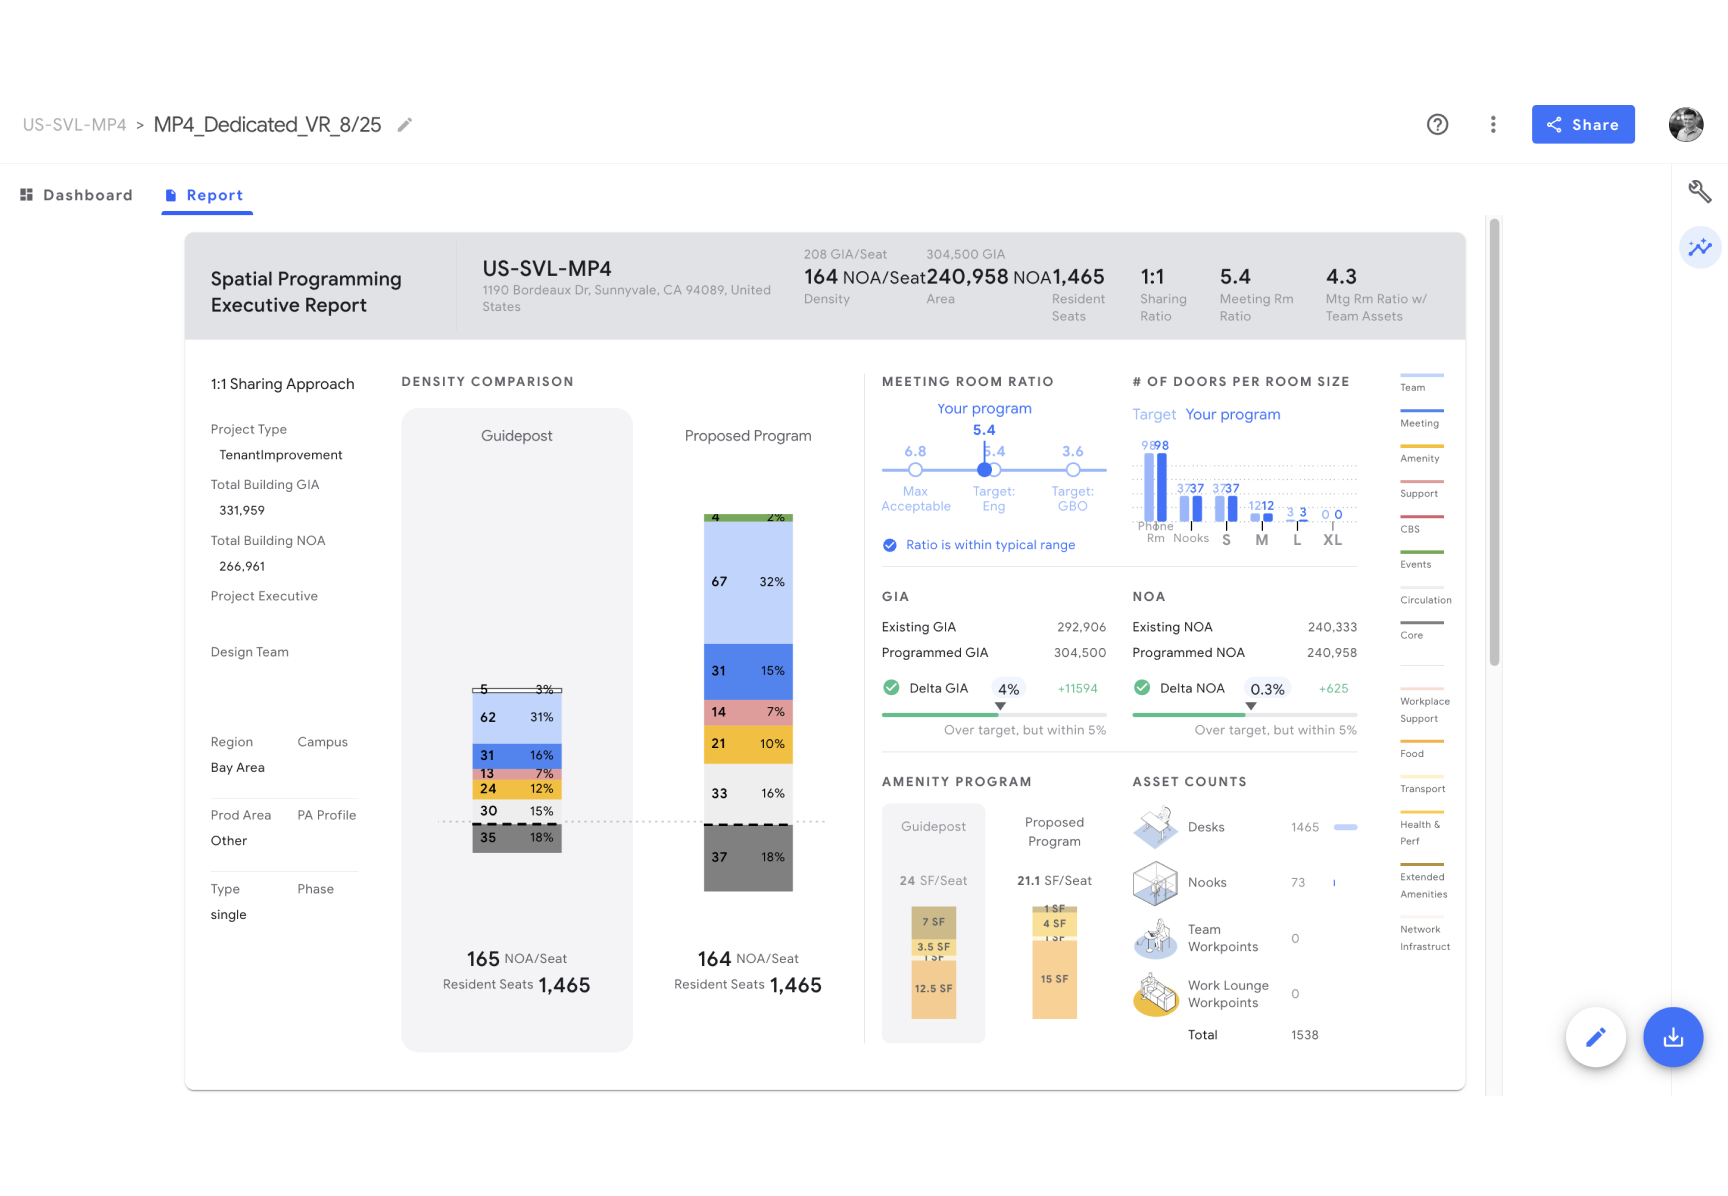 US-SVL-MP4 > MP4_Dedicated_VR_8/25
Share
Dashboard
Report
Spatial Programming
Executive Report
US-SVL-MP4
1190 Bordeaux Dr, Sunnyvale, CA 94089, United
States
208 GIA/Seat
164 NOA/Seat
Density
304,500 GIA
240,958 NOA
Area
1,465
Resident
Seats
1:1
Sharing
Ratio
5.4
Meeting Rm
Ratio
4.3
Mtg Rm Ratio w/
Team Assets
1:1 Sharing Approach
Project Type
TenantImprovement
Total Building GIA
331,959
Total Building NOA
266,961
Project Executive
Design Team
Region Campus
Bay Area
Prod Area PA Profile
Other
Type Phase
single
DENSITY COMPARISON
Guidepost
5 3%
62 31%
31 16%
13 7%
24 12%
30 15%
35 18%
165 NOA/Seat
Resident Seats 1,465
Proposed Program
4 2%
67 32%
31 15%
14 7%
21 10%
33 16%
37 18%
164 NOA/Seat
Resident Seats 1,465
MEETING ROOM RATIO
Your program
5.4
6.8 5.4 3.6
Max
Acceptable
Target:
Eng
Target:
GBO
Ratio is within typical range
# OF DOORS PER ROOM SIZE
Target Your program
98 98
37 37 37 37
12 12
3 3 0 0
Phone
Rm Nooks S M L XL
GIA
Existing GIA 292,906
Programmed GIA 304,500
Delta GIA 4% +11594
Over target, but within 5%
NOA
Existing NOA 240,333
Programmed NOA 240,958
Delta NOA 0.3% +625
Over target, but within 5%
AMENITY PROGRAM
Guidepost
24 SF/Seat
7 SF
3.5 SF
1 SF
12.5 SF
Proposed
Program
21.1 SF/Seat
1 SF
4 SF
1 SF
15 SF
ASSET COUNTS
Desks 1465
Nooks 73
Team
Workpoints 0
Work Lounge
Workpoints 0
Total 1538
Team
Meeting
Amenity
Support
CBS
Events
Circulation
Core
Workplace
Support
Food
Transport
Health &
Perf
Extended
Amenities
Network
Infrastruct